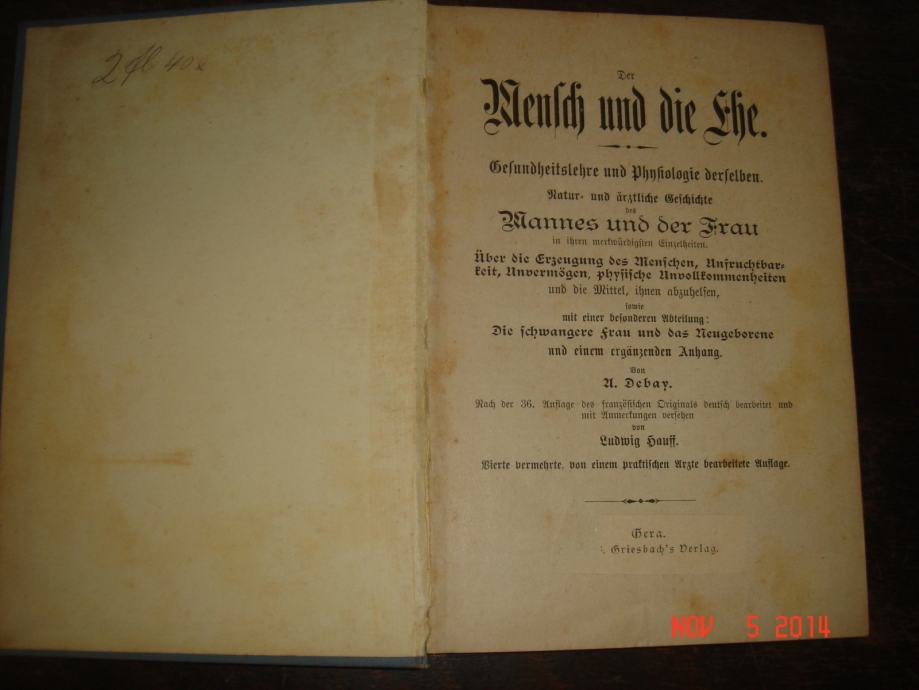 2 40
Der
Mensch und die Ehe.
Gesundheitslehre und Physiologie derselben.
Natur- und ärztliche Geschichte
des
Mannes und der Frau
in ihren merkwürdigsten Einzelheiten.
Über die Erzeugung des Menschen, Unfruchtbar-
keit, Unvermögen, physische Unvollkommenheiten
und die Mittel, ihnen abzuhelfen,
sowie
mit einer besonderen Abteilung:
Die schwangere Frau und das Neugeborene
und einem ergänzenden Anhang.
Von
A. Debay.
Nach der 36. Auflage des französischen Originals deutsch bearbeitet und
mit Anmerkungen versehen
von
Ludwig Hauff.
Vierte vermehrte, von einem praktischen Arzte bearbeitete Auflage.
Gera.
Griesbach's Verlag.
NOV 5 2014